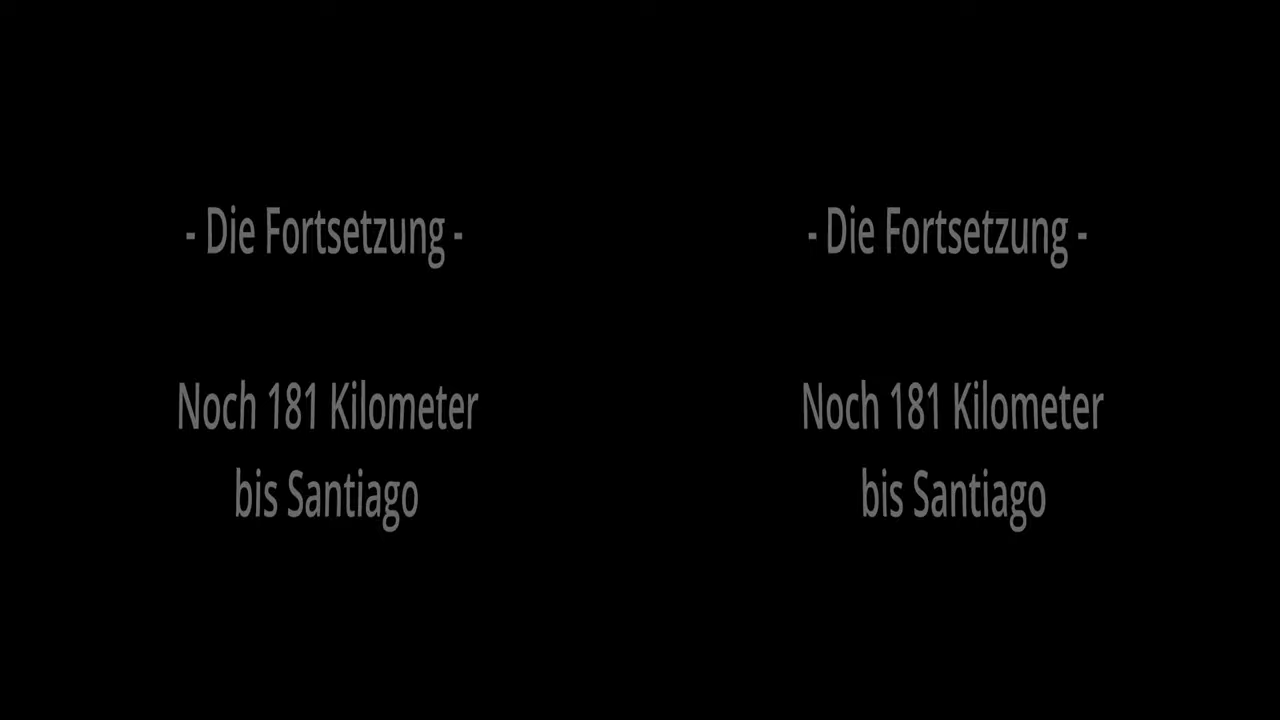 - Die Fortsetzung -
Noch 181 Kilometer
bis Santiago
- Die Fortsetzung -
Noch 181 Kilometer
bis Santiago